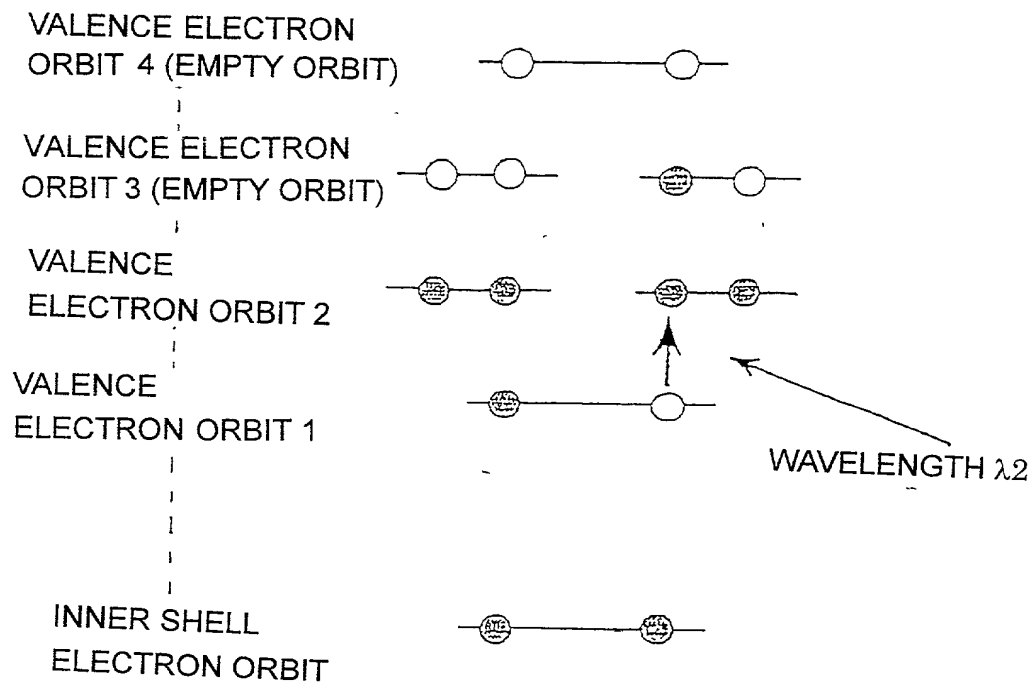 VALENCE ELECTRON
ORBIT 4 (EMPTY ORBIT)
VALENCE ELECTRON
ORBIT 3 (EMPTY ORBIT)
VALENCE
ELECTRON ORBIT 2
VALENCE
ELECTRON ORBIT 1
WAVELENGTH λ2
INNER SHELL
ELECTRON ORBIT